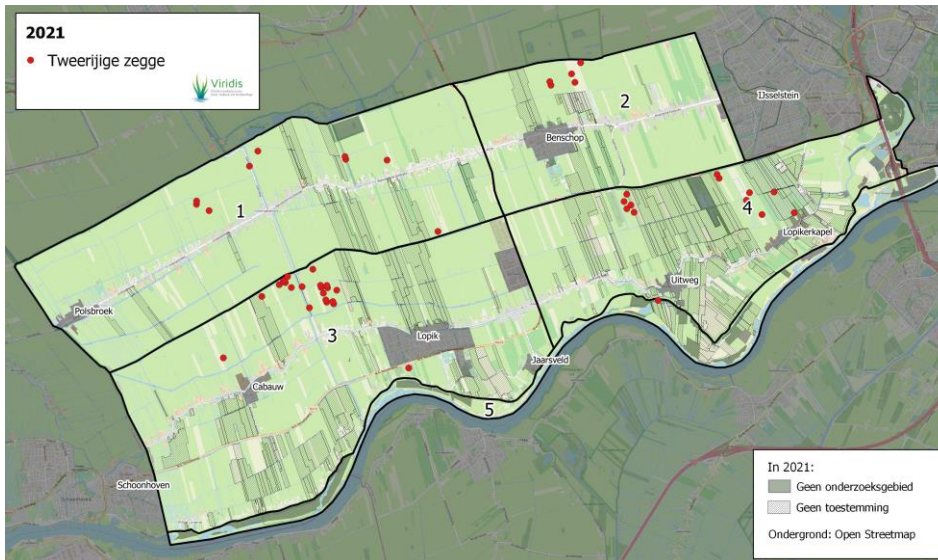 2021
Tweerijige zegge
Viridis
2
IJsselstein
Benschop
1
4
Lopikerkapel
Uitweg
Polsbroek
3
Lopik
Jaarsveld
Cabauw
5
Schoonhoven
In 2021:
Geen onderzoeksgebied
Geen toestemming
Ondergrond: Open Streetmap